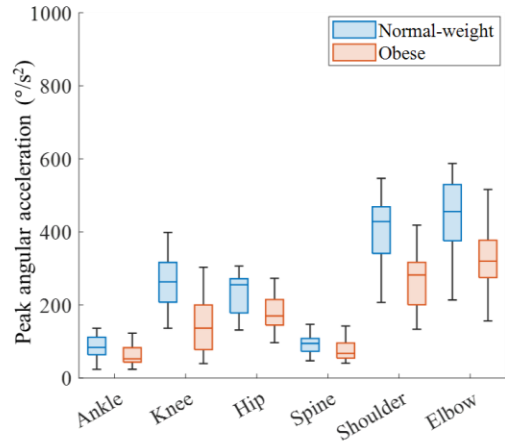 Peak angular acceleration (°/s²)
1000
800
600
400
200
0
Normal-weight
Obese
Ankle
Knee
Hip
Spine
Shoulder
Elbow